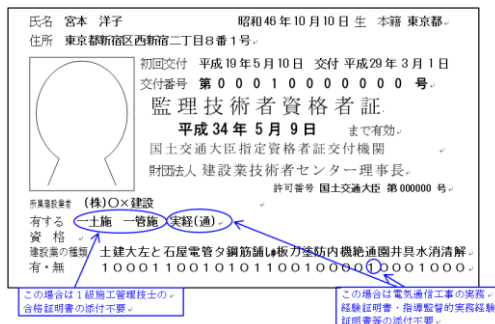 氏名 宮本 洋子 昭和46年10月10日生 本籍 東京都
住所 東京都新宿区西新宿二丁目8番1号
初回交付 平成19年5月10日 交付 平成29年3月1日
交付番号 第00010000000号
監理技術者資格者証
平成34年5月9日 まで有効
国土交通大臣指定資格者証交付機関
財団法人 建設業技術者センター理事長
許可番号 国土交通大臣 第000000号
所属建設業者 (株)○×建設
有する 一土施 一管施 実経(通)
資格
建設業の種類 土建大左と石屋電管タ鋼筋舗しゅ板ガ塗防内機絶通園井具水消清解
有・無
この場合は1級施工管理技士の
合格証明書の添付不要
この場合は電気通信工事の実務
経験証明書・指導監督的実務経験
証明書等の添付不要